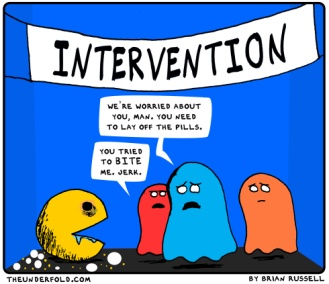 INTERVENTION
WE'RE WORRIED ABOUT
YOU, MAN. YOU NEED
TO LAY OFF THE PILLS.
YOU TRIED
TO BITE
ME. JERK.
THEUNDERFOLD.COM
BY BRIAN RUSSELL